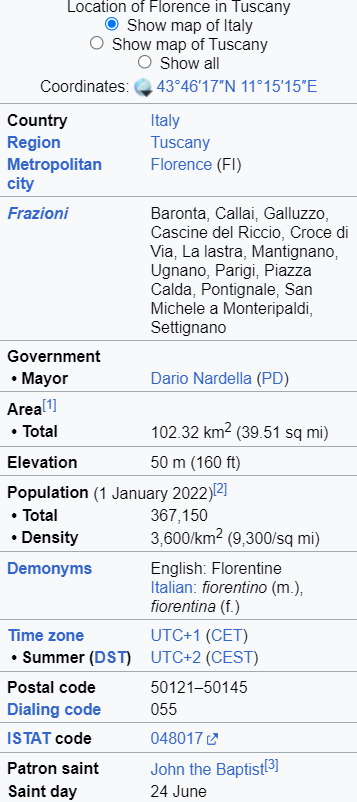 Location of Florence in Tuscany
Show map of Italy
Show map of Tuscany
Show all
Coordinates: 43°46′17″N 11°15′15″E
Country Italy
Region Tuscany
Metropolitan city Florence (FI)
Frazioni Baronta, Callai, Galluzzo,
Cascine del Riccio, Croce di
Via, La lastra, Mantignano,
Ugnano, Parigi, Piazza
Calda, Pontignale, San
Michele a Monteripaldi,
Settignano
Government
• Mayor Dario Nardella (PD)
Area[1]
• Total 102.32 km2 (39.51 sq mi)
Elevation 50 m (160 ft)
Population (1 January 2022)[2]
• Total 367,150
• Density 3,600/km2 (9,300/sq mi)
Demonyms English: Florentine
Italian: fiorentino (m.),
fiorentina (f.)
Time zone UTC+1 (CET)
• Summer (DST) UTC+2 (CEST)
Postal code 50121–50145
Dialing code 055
ISTAT code 048017
Patron saint John the Baptist[3]
Saint day 24 June